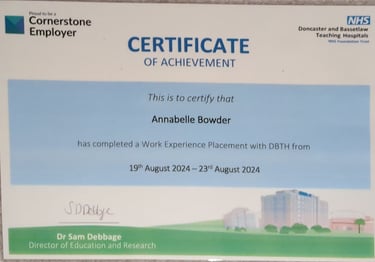 Proud to be a
Cornerstone
Employer
NHS
Doncaster and Bassetlaw
Teaching Hospitals
NHS Foundation Trust
CERTIFICATE
OF ACHIEVEMENT
This is to certify that
Annabelle Bowder
has completed a Work Experience Placement with DBTH from
19th August 2024 – 23rd August 2024
S D Debbage
Dr Sam Debbage
Director of Education and Research